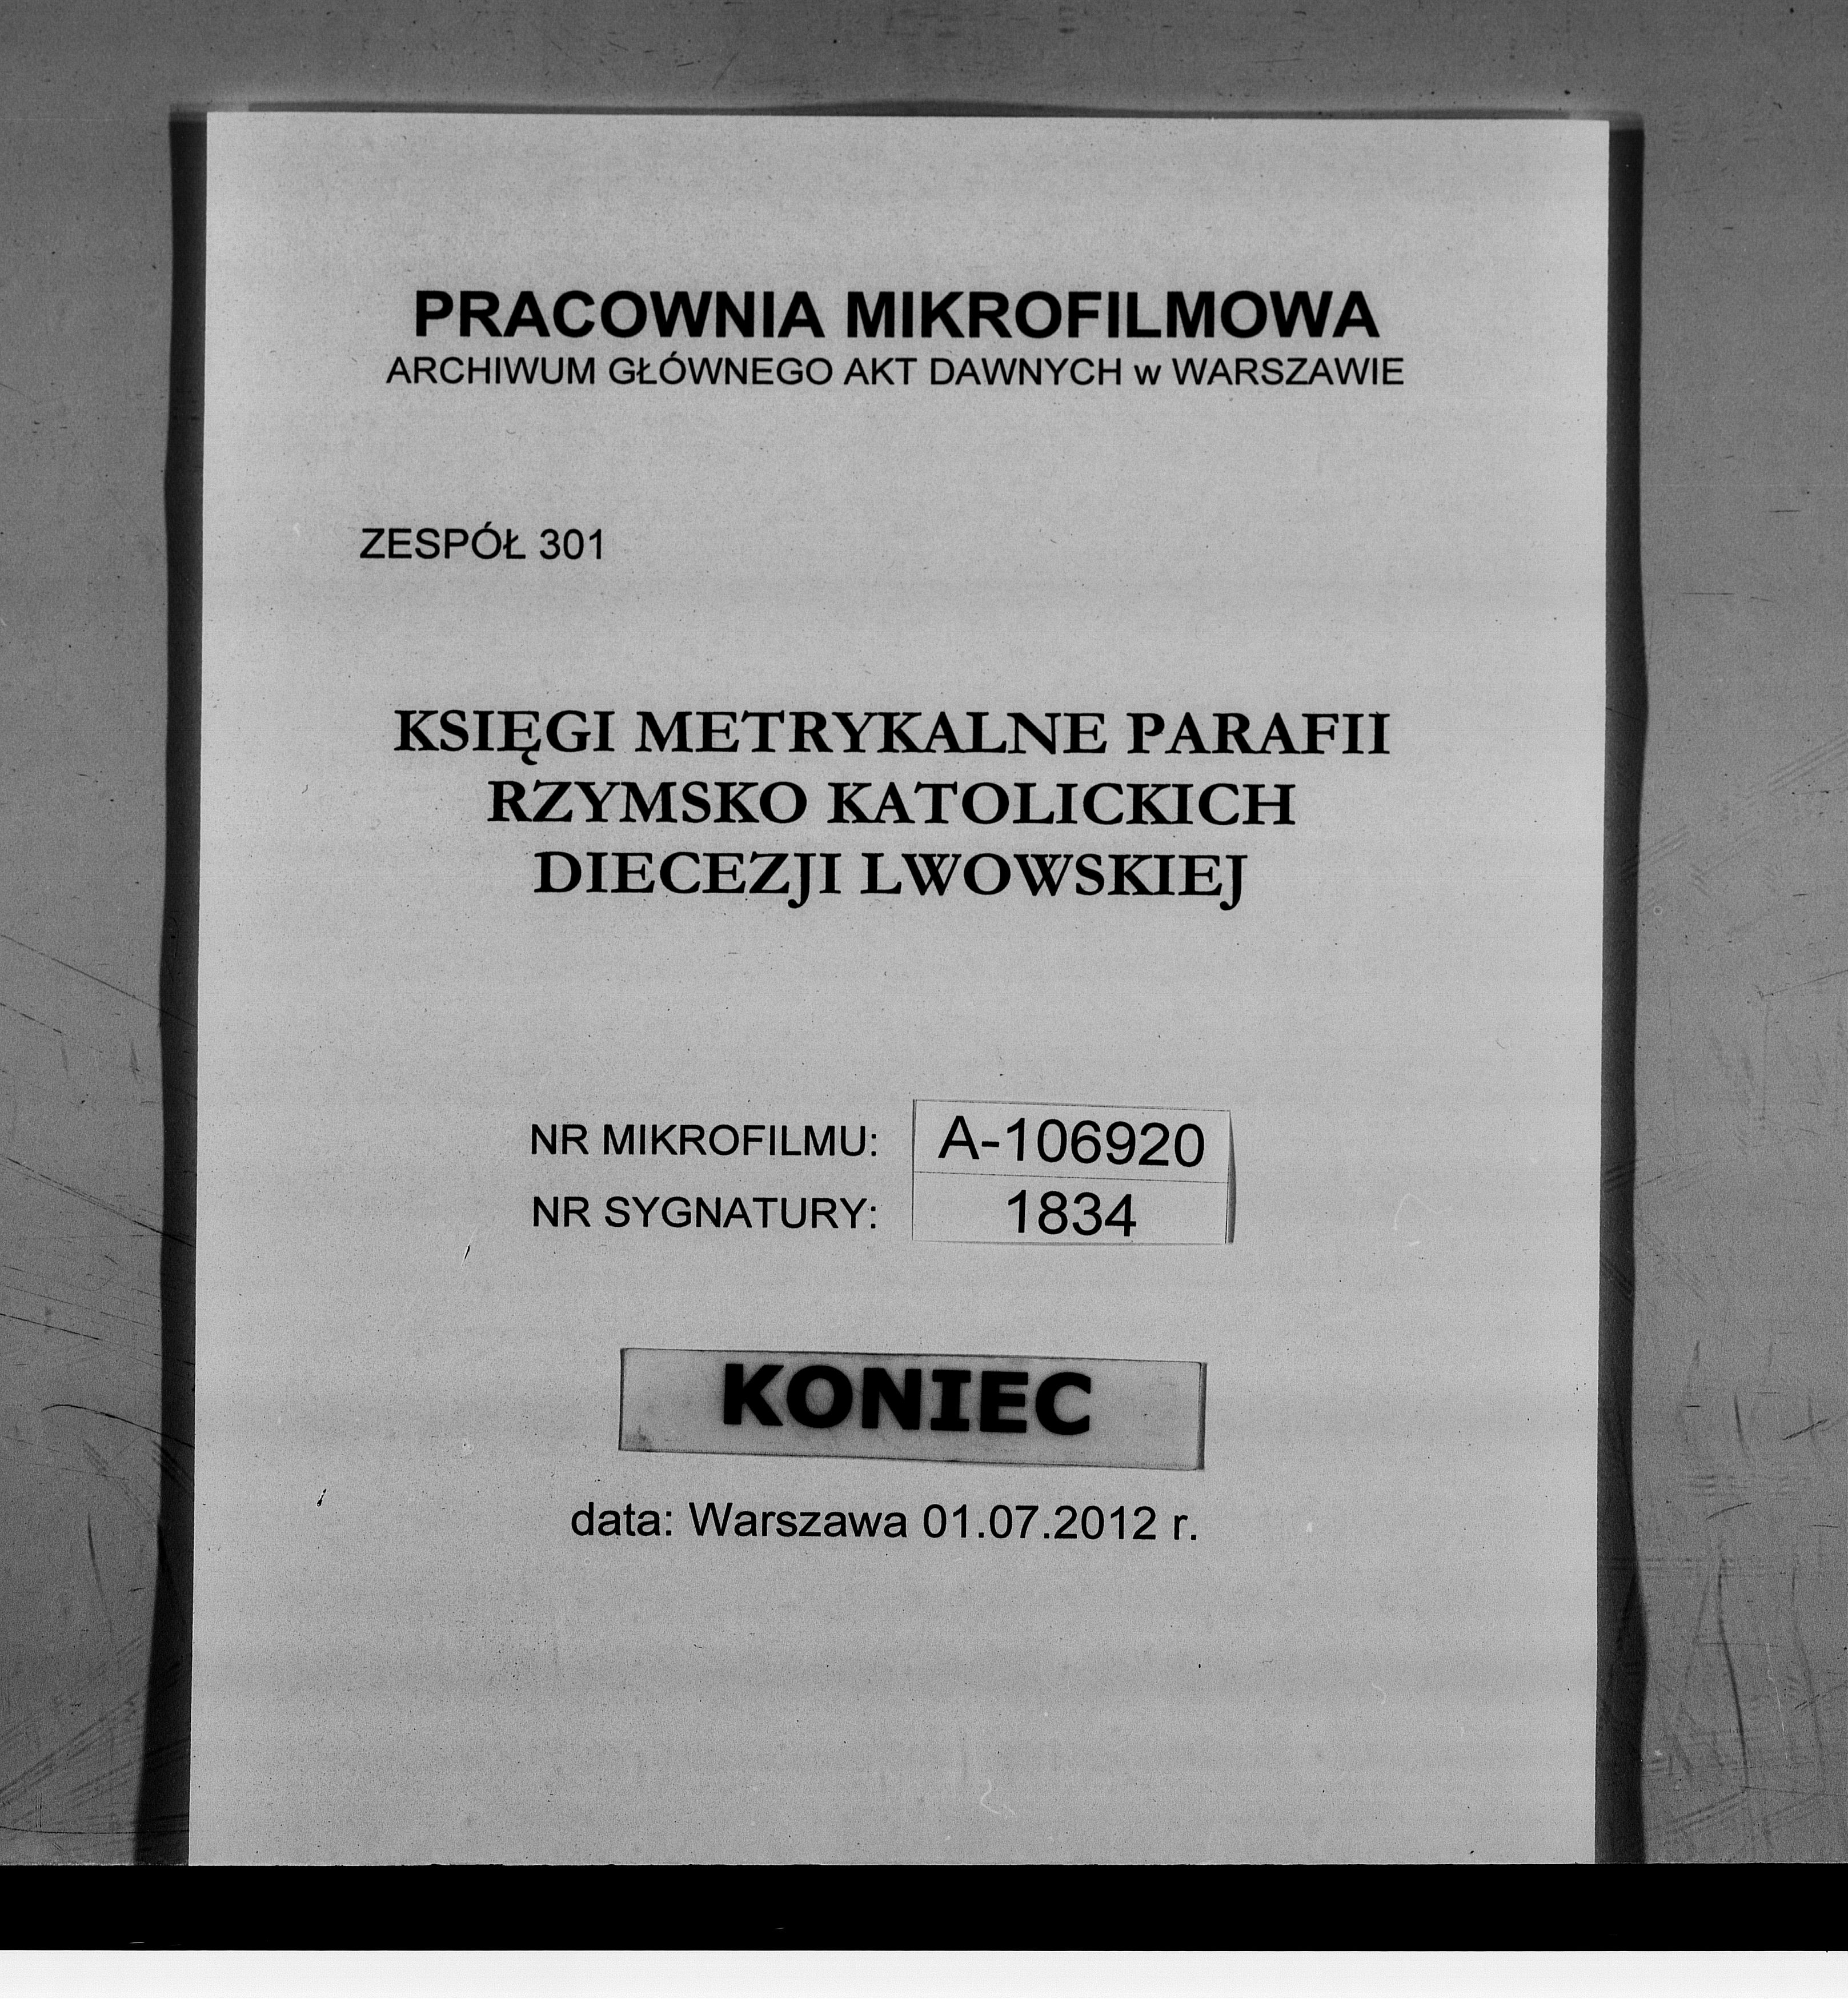 PRACOWNIA MIKROFILMOWA
ARCHIWUM GŁÓWNEGO AKT DAWNYCH w WARSZAWIE
ZESPÓŁ 301
KSIĘGI METRYKALNE PARAFII
RZYMSKO KATOLICKICH
DIECEZJI LWOWSKIEJ
NR MIKROFILMU: A-106920
NR SYGNATURY: 1834
KONIEC
data: Warszawa 01.07.2012 r.